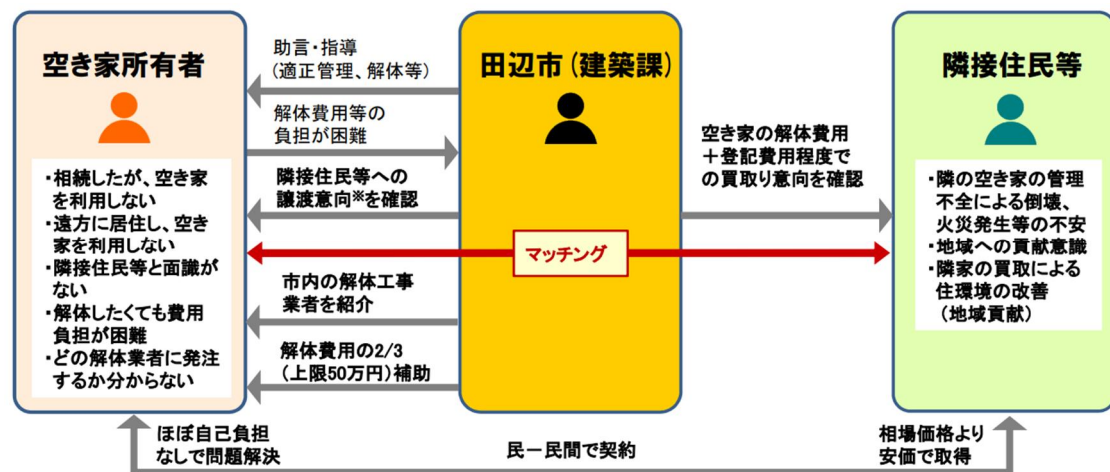 空き家所有者
・相続したが、空き家
を利用しない
・遠方に居住し、空き
家を利用しない
・隣接住民等と面識が
ない
・解体したくても費用
負担が困難
・どの解体業者に発注
するか分からない
助言・指導
(適正管理、解体等)
解体費用等の
負担が困難
隣接住民等への
譲渡意向※を確認
マッチング
市内の解体工事
業者を紹介
解体費用の2/3
(上限50万円)補助
田辺市(建築課)
空き家の解体費用
+登記費用程度で
の買取り意向を確認
隣接住民等
・隣の空き家の管理
不全による倒壊、
火災発生等の不安
・地域への貢献意識
・隣家の買取による
住環境の改善
(地域貢献)
ほぼ自己負担
なしで問題解決
民-民間で契約
相場価格より
安価で取得